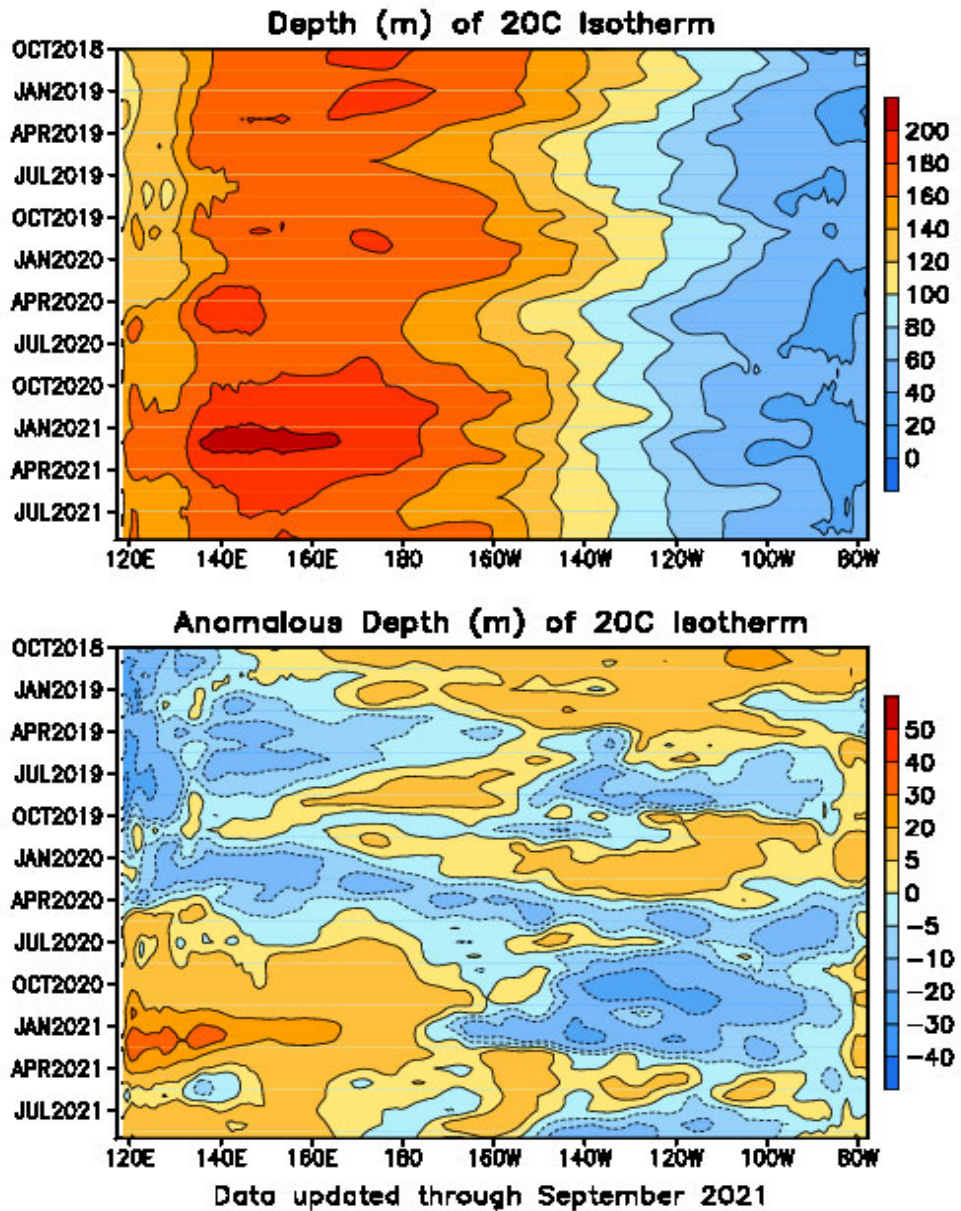 Depth (m) of 20C Isotherm
OCT2018
JAN2019
APR2019
JUL2019
OCT2019
JAN2020
APR2020
JUL2020
OCT2020
JAN2021
APR2021
JUL2021
120E 140E 160E 180 160W 140W 120W 100W 80W
200
180
160
140
120
100
80
60
40
20
0
Anomalous Depth (m) of 20C Isotherm
OCT2018
JAN2019
APR2019
JUL2019
OCT2019
JAN2020
APR2020
JUL2020
OCT2020
JAN2021
APR2021
JUL2021
120E 140E 160E 180 160W 140W 120W 100W 80W
50
40
30
20
5
0
-5
-10
-20
-30
-40
Data updated through September 2021